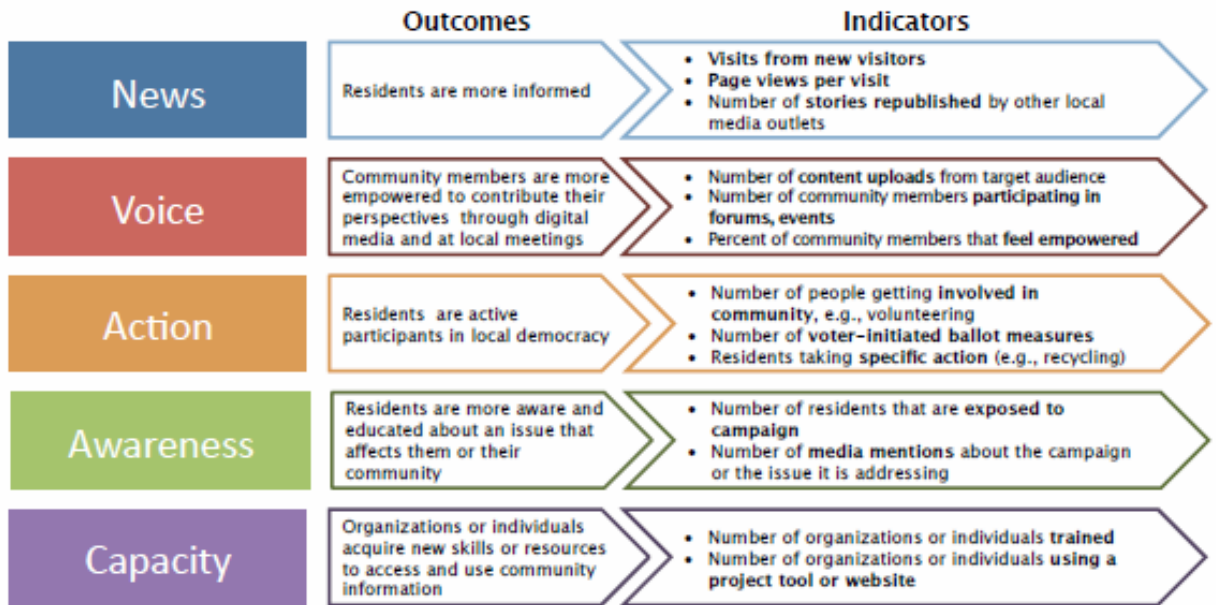 Outcomes
Indicators
News
Residents are more informed
• Visits from new visitors
• Page views per visit
• Number of stories republished by other local
media outlets
Voice
Community members are more
empowered to contribute their
perspectives through digital
media and at local meetings
• Number of content uploads from target audience
• Number of community members participating in
forums, events
• Percent of community members that feel empowered
Action
Residents are active
participants in local democracy
• Number of people getting involved in
community, e.g., volunteering
• Number of voter-initiated ballot measures
• Residents taking specific action (e.g., recycling)
Awareness
Residents are more aware and
educated about an issue that
affects them or their
community
• Number of residents that are exposed to
campaign
• Number of media mentions about the campaign
or the issue it is addressing
Capacity
Organizations or individuals
acquire new skills or resources
to access and use community
information
• Number of organizations or individuals trained
• Number of organizations or individuals using a
project tool or website